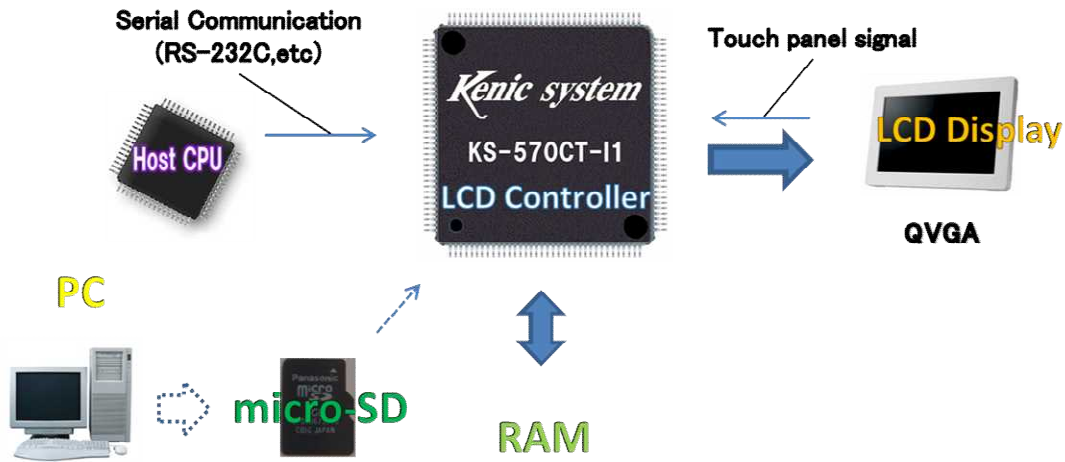 Serial Communication
(RS-232C,etc)
Touch panel signal
Kenic system
KS-570CT-I1
LCD Controller
Host CPU
LCD Display
QVGA
PC
Panasonic
micro-SD
RAM